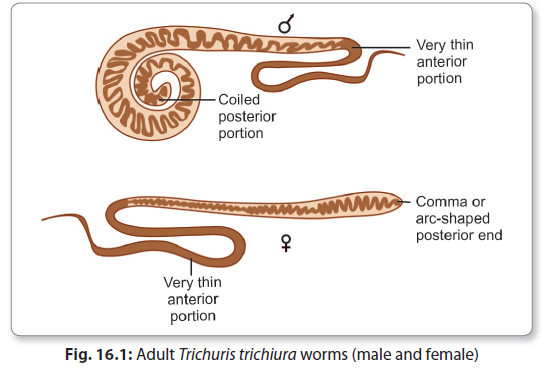 ♂
Very thin
anterior
portion
Coiled
posterior
portion
Comma or
arc-shaped
posterior end
♀
Very thin
anterior
portion
Fig. 16.1: Adult Trichuris trichiura worms (male and female)